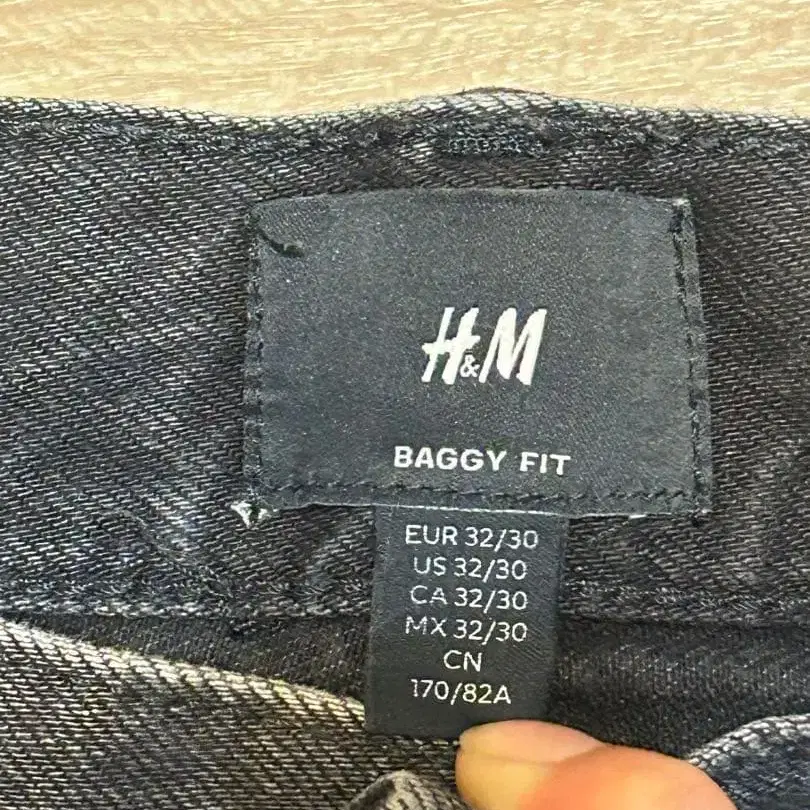 H&M
BAGGY FIT
EUR 32/30
US 32/30
CA 32/30
MX 32/30
CN
170/82A